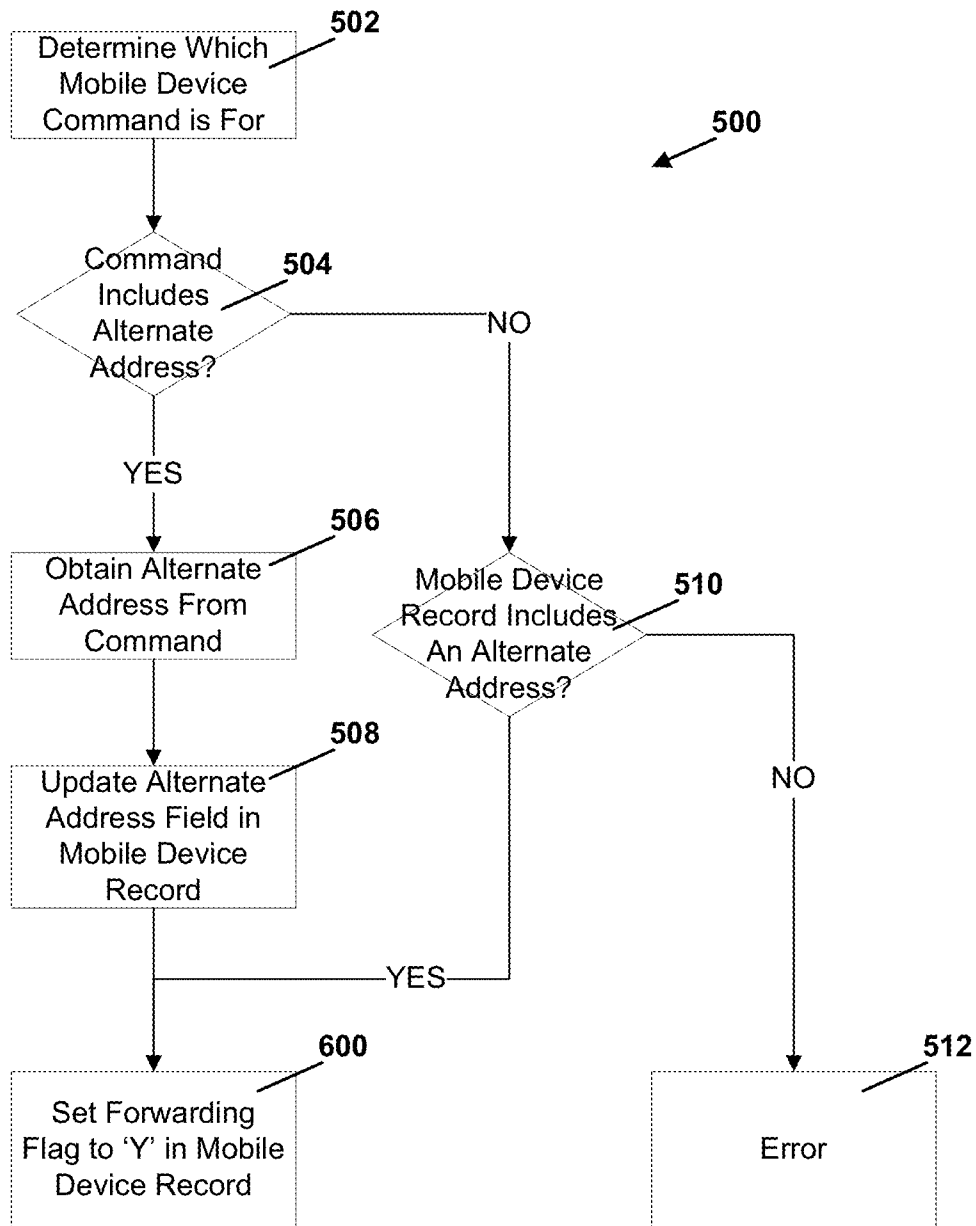 502
Determine Which
Mobile Device
Command is For
500
Command
Includes
Alternate
Address?
504
NO
YES
506
Obtain Alternate
Address From
Command
Mobile Device
Record Includes
An Alternate
Address?
510
508
Update Alternate
Address Field in
Mobile Device
Record
NO
YES
600
Set Forwarding
Flag to ‘Y’ in Mobile
Device Record
512
Error